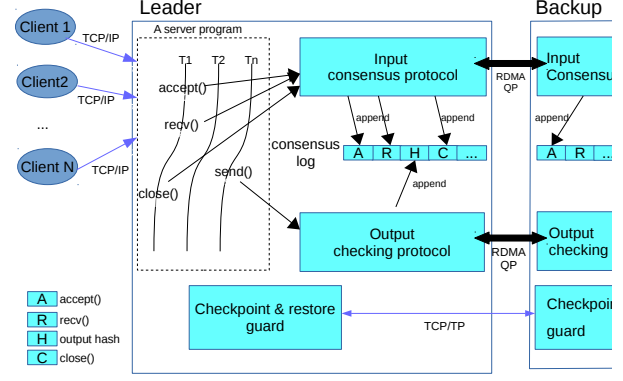 Leader
Backup
Client 1
TCP/IP
A server program
T1 T2 Tn
Input
consensus protocol
RDMA
QP
Input
Consensu
Client2
TCP/IP
accept()
recv()
append
append
append
...
consensus
log
A R H C ...
A R ...
Client N
TCP/IP
close()
send()
append
Output
checking protocol
RDMA
QP
Output
checking
A accept()
R recv()
H output hash
C close()
Checkpoint & restore
guard
TCP/TP
Checkpoin
guard